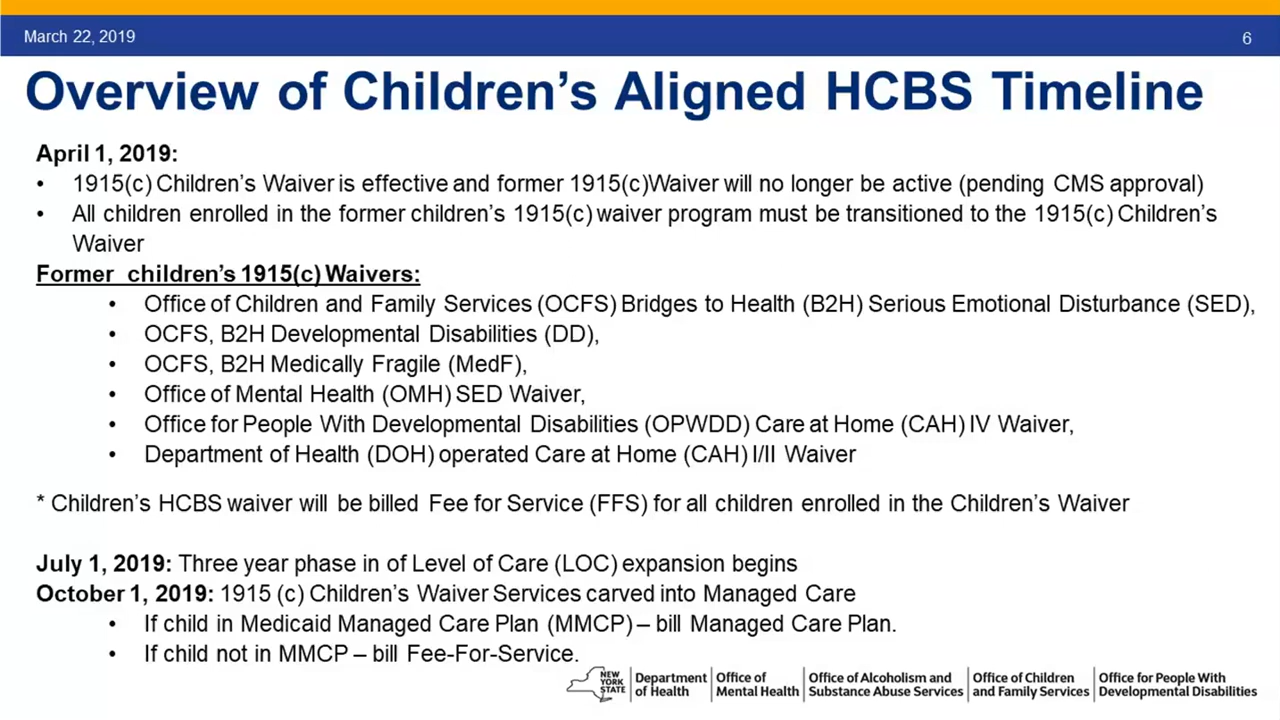 March 22, 2019
6
Overview of Children’s Aligned HCBS Timeline
April 1, 2019:
• 1915(c) Children’s Waiver is effective and former 1915(c)Waiver will no longer be active (pending CMS approval)
• All children enrolled in the former children’s 1915(c) waiver program must be transitioned to the 1915(c) Children’s
Waiver
Former children’s 1915(c) Waivers:
• Office of Children and Family Services (OCFS) Bridges to Health (B2H) Serious Emotional Disturbance (SED),
• OCFS, B2H Developmental Disabilities (DD),
• OCFS, B2H Medically Fragile (MedF),
• Office of Mental Health (OMH) SED Waiver,
• Office for People With Developmental Disabilities (OPWDD) Care at Home (CAH) IV Waiver,
• Department of Health (DOH) operated Care at Home (CAH) I/II Waiver
* Children’s HCBS waiver will be billed Fee for Service (FFS) for all children enrolled in the Children’s Waiver
July 1, 2019: Three year phase in of Level of Care (LOC) expansion begins
October 1, 2019: 1915 (c) Children’s Waiver Services carved into Managed Care
• If child in Medicaid Managed Care Plan (MMCP) – bill Managed Care Plan.
• If child not in MMCP – bill Fee-For-Service.
NEW
YORK
STATE
Department
of Health
Office of
Mental Health
Office of Alcoholism and
Substance Abuse Services
Office of Children
and Family Services
Office for People With
Developmental Disabilities